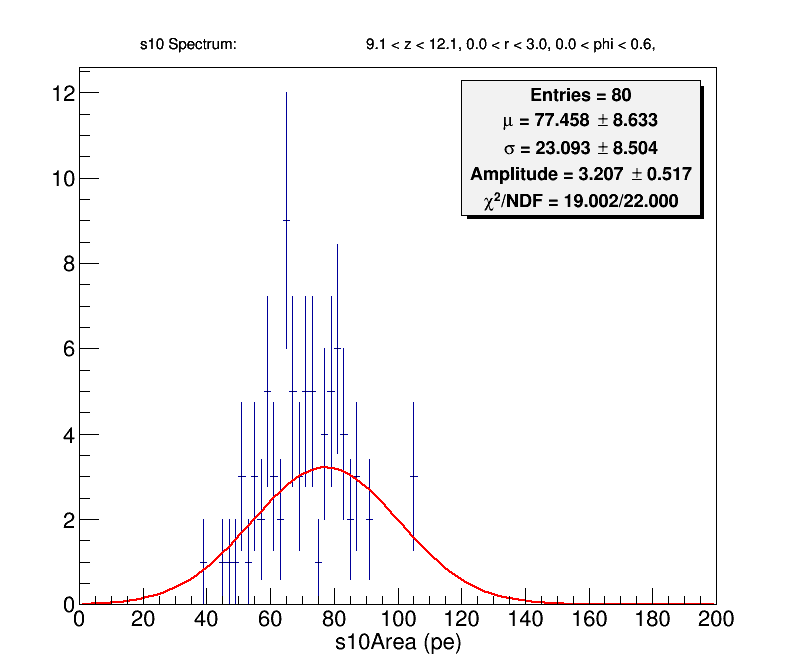 s10 Spectrum: 9.1 < z < 12.1, 0.0 < r < 3.0, 0.0 < phi < 0.6,
Entries = 80
μ = 77.458 ± 8.633
σ = 23.093 ± 8.504
Amplitude = 3.207 ± 0.517
χ²/NDF = 19.002/22.000
12
10
8
6
4
2
0
0 20 40 60 80 100 120 140 160 180 200
s10Area (pe)